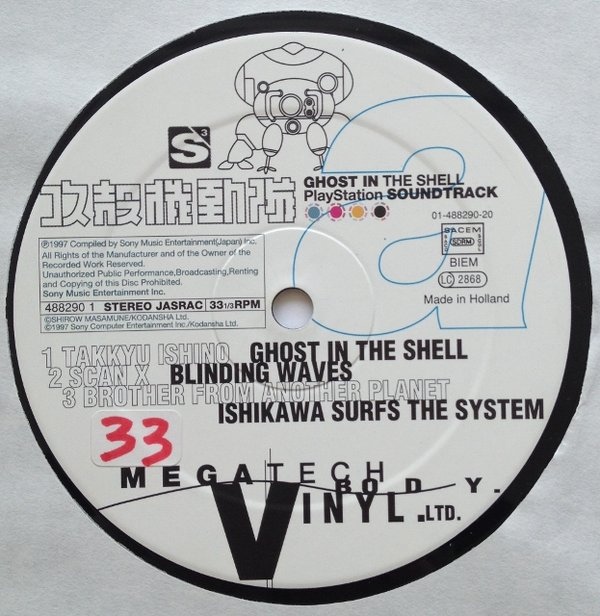 S3
攻殻機動隊
GHOST IN THE SHELL
PlayStation SOUNDTRACK
01-488290-20
SACEM
SDRM
BIEM
LC 2868
Made in Holland
a
℗1997 Compiled by Sony Music Entertainment(Japan) Inc.
All Rights of the Manufacturer and of the Owner of the
Recorded Work Reserved.
Unauthorized Public Performance,Broadcasting,Renting
and Copying of this Disc Prohibited.
Sony Music Entertainment Inc.
488290 1 STEREO JASRAC 33 1/3 RPM
©SHIROW MASAMUNE/KODANSHA Ltd.
©1997 Sony Computer Entertainment Inc./Kodansha Ltd.
1 TAKKYU ISHINO GHOST IN THE SHELL
2 SCAN X BLINDING WAVES
3 BROTHER FROM ANOTHER PLANET
ISHIKAWA SURFS THE SYSTEM
33
MEGATECH
BODY.
VINYL.LTD.